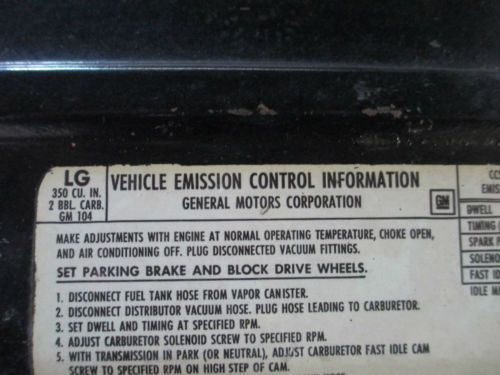 LG
350 CU. IN.
2 BBL. CARB.
GM 104
VEHICLE EMISSION CONTROL INFORMATION
GENERAL MOTORS CORPORATION
GM
MAKE ADJUSTMENTS WITH ENGINE AT NORMAL OPERATING TEMPERATURE, CHOKE OPEN,
AND AIR CONDITIONING OFF. PLUG DISCONNECTED VACUUM FITTINGS.
SET PARKING BRAKE AND BLOCK DRIVE WHEELS.
1. DISCONNECT FUEL TANK HOSE FROM VAPOR CANISTER.
2. DISCONNECT DISTRIBUTOR VACUUM HOSE. PLUG HOSE LEADING TO CARBURETOR.
3. SET DWELL AND TIMING AT SPECIFIED RPM.
4. ADJUST CARBURETOR SOLENOID SCREW TO SPECIFIED RPM.
5. WITH TRANSMISSION IN PARK (OR NEUTRAL), ADJUST CARBURETOR FAST IDLE CAM
SCREW TO SPECIFIED RPM ON HIGH STEP OF CAM.
CCS
EMISS
DWELL
TIMING
SPARK P
SOLENO
FAST ID
IDLE MI